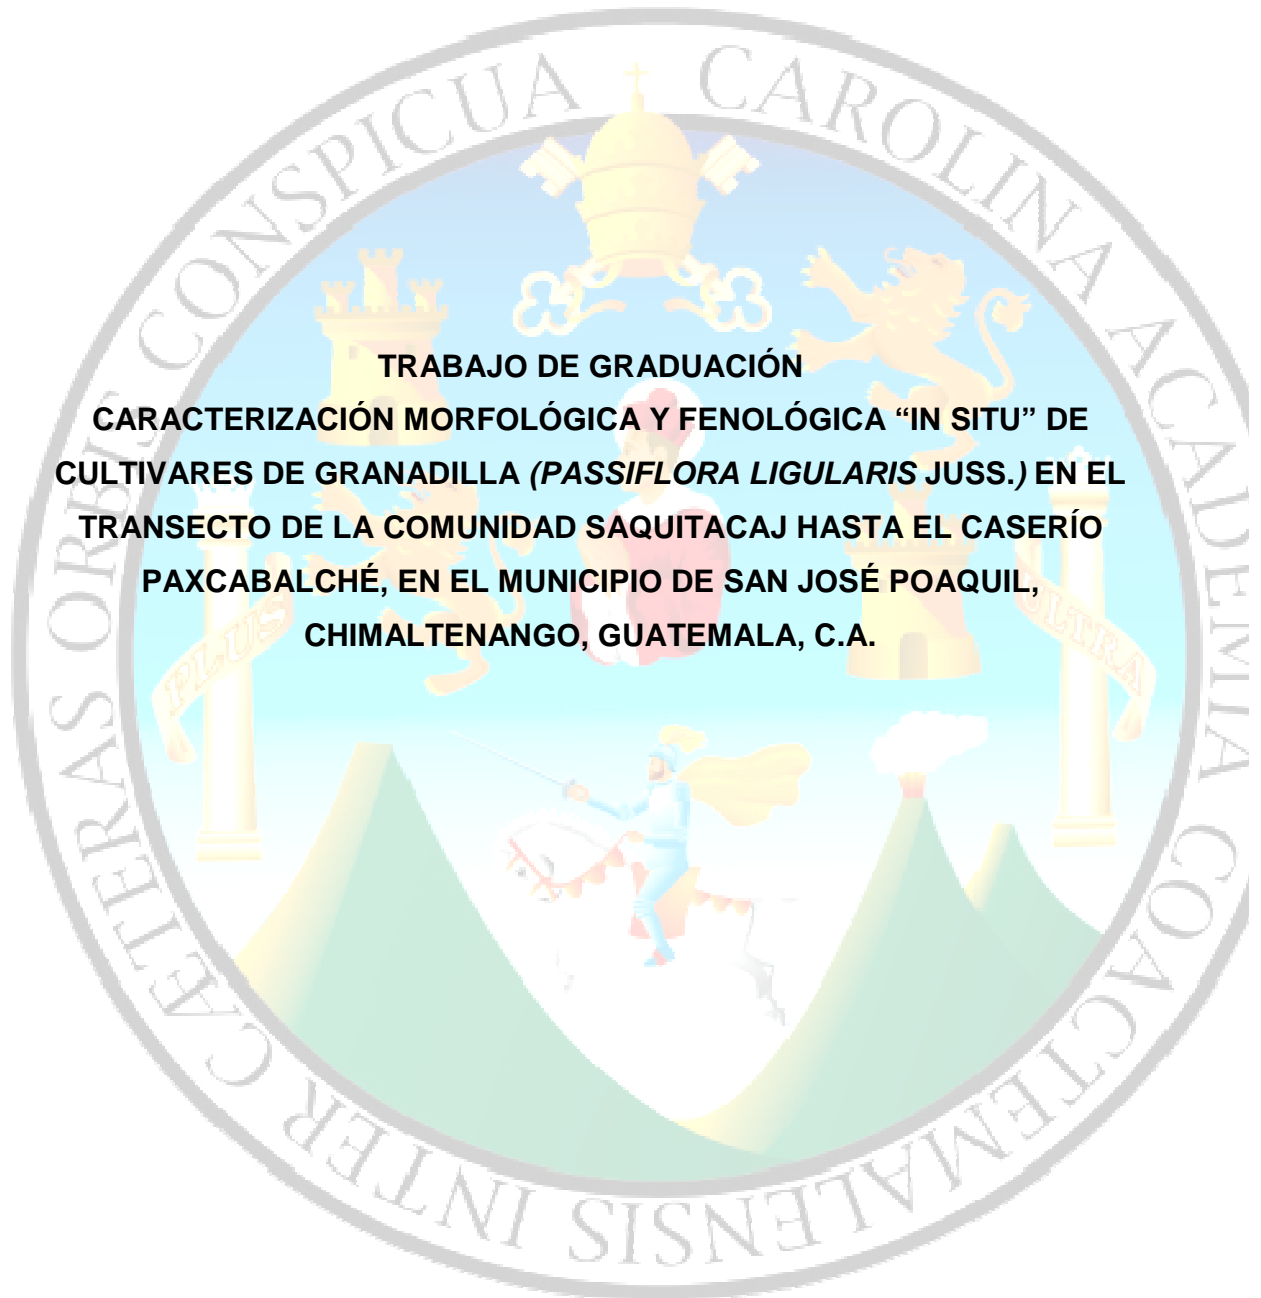 TRABAJO DE GRADUACIÓN
CARACTERIZACIÓN MORFOLÓGICA Y FENOLÓGICA “IN SITU” DE
CULTIVARES DE GRANADILLA (PASSIFLORA LIGULARIS JUSS.) EN EL
TRANSECTO DE LA COMUNIDAD SAQUITACAJ HASTA EL CASERÍO
PAXCABALCHÉ, EN EL MUNICIPIO DE SAN JOSÉ POAQUIL,
CHIMALTENANGO, GUATEMALA, C.A.
CAROLINA ACADEMIA COACTEMALENSIS INTER CÆTERAS ORBIS CONSPICUA
PLUS
ULTRA